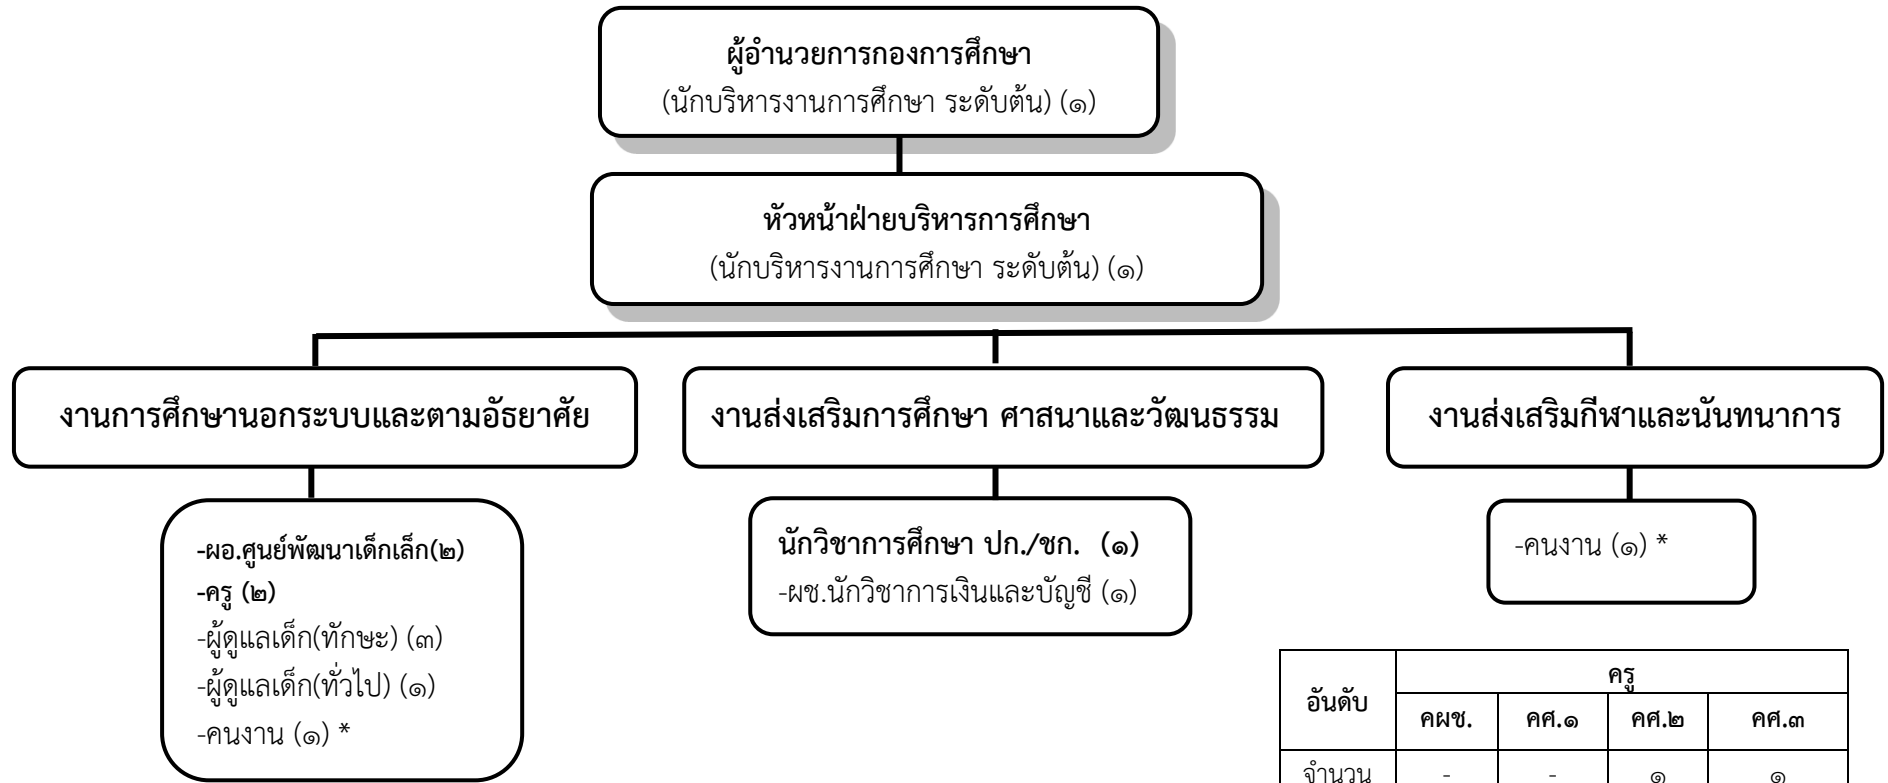 ผู้อำนวยการกองการศึกษา
(นักบริหารงานการศึกษา ระดับต้น) (๑)
หัวหน้าฝ่ายบริหารการศึกษา
(นักบริหารงานการศึกษา ระดับต้น) (๑)
งานการศึกษานอกระบบและตามอัธยาศัย
-ผอ.ศูนย์พัฒนาเด็กเล็ก(๒)
-ครู (๒)
-ผู้ดูแลเด็ก(ทักษะ) (๓)
-ผู้ดูแลเด็ก(ทั่วไป) (๑)
-คนงาน (๑) *
งานส่งเสริมการศึกษา ศาสนาและวัฒนธรรม
นักวิชาการศึกษา ปก./ชก. (๑)
-ผช.นักวิชาการเงินและบัญชี (๑)
งานส่งเสริมกีฬาและนันทนาการ
-คนงาน (๑) *
อันดับ ครู
คผช. คศ.๑ คศ.๒ คศ.๓
จำนวน - - ๑ ๑